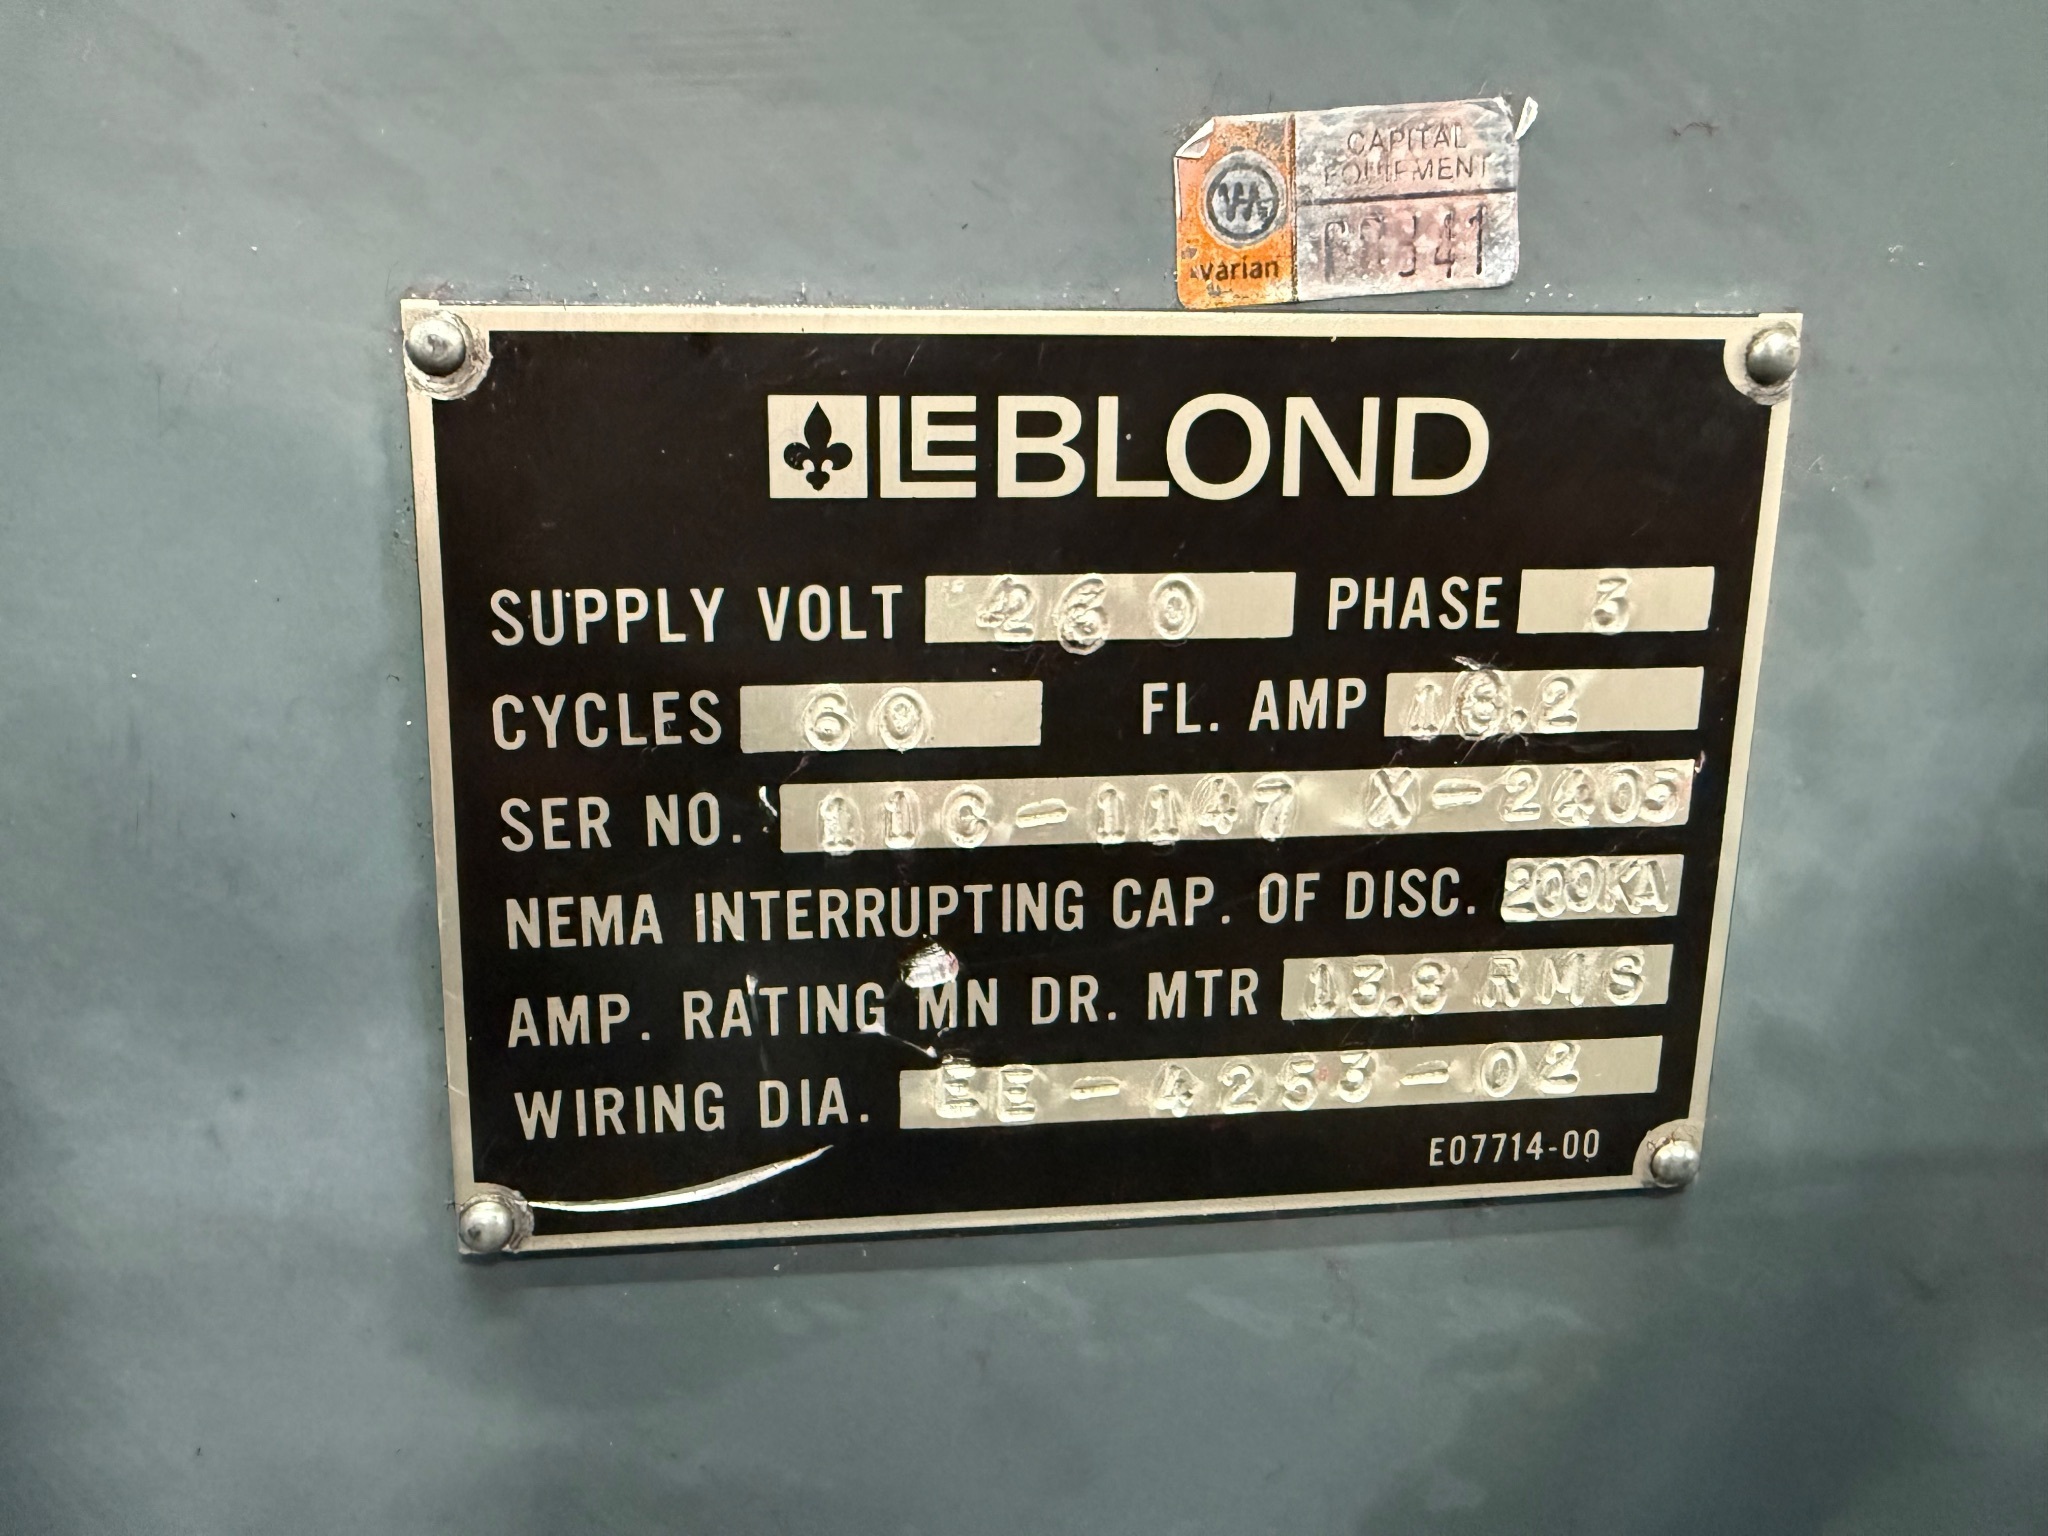 CAPITAL
EQUIPMENT
varian
LEBLOND
SUPPLY VOLT 460 PHASE 3
CYCLES 60 FL. AMP 16.2
SER NO. 11C-1147 X-2405
NEMA INTERRUPTING CAP. OF DISC. 200KA
AMP. RATING MN DR. MTR 13.8 RMS
WIRING DIA. EE-4253-02
E07714-00